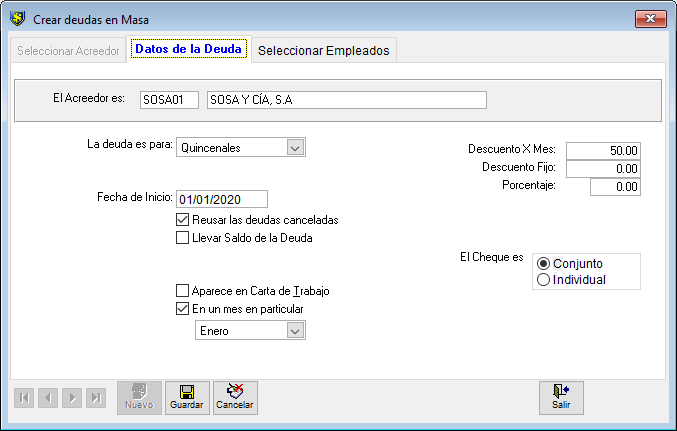 Crear deudas en Masa
Seleccionar Acreedor
Datos de la Deuda
Seleccionar Empleados
El Acreedor es: SOSA01 SOSA Y CÍA, S.A
La deuda es para: Quincenales
Descuento X Mes: 50.00
Descuento Fijo: 0.00
Porcentaje: 0.00
Fecha de Inicio: 01/01/2020
Reusar las deudas canceladas
Llevar Saldo de la Deuda
El Cheque es
Conjunto
Individual
Aparece en Carta de Trabajo
En un mes en particular
Enero
Nuevo
Guardar
Cancelar
Salir